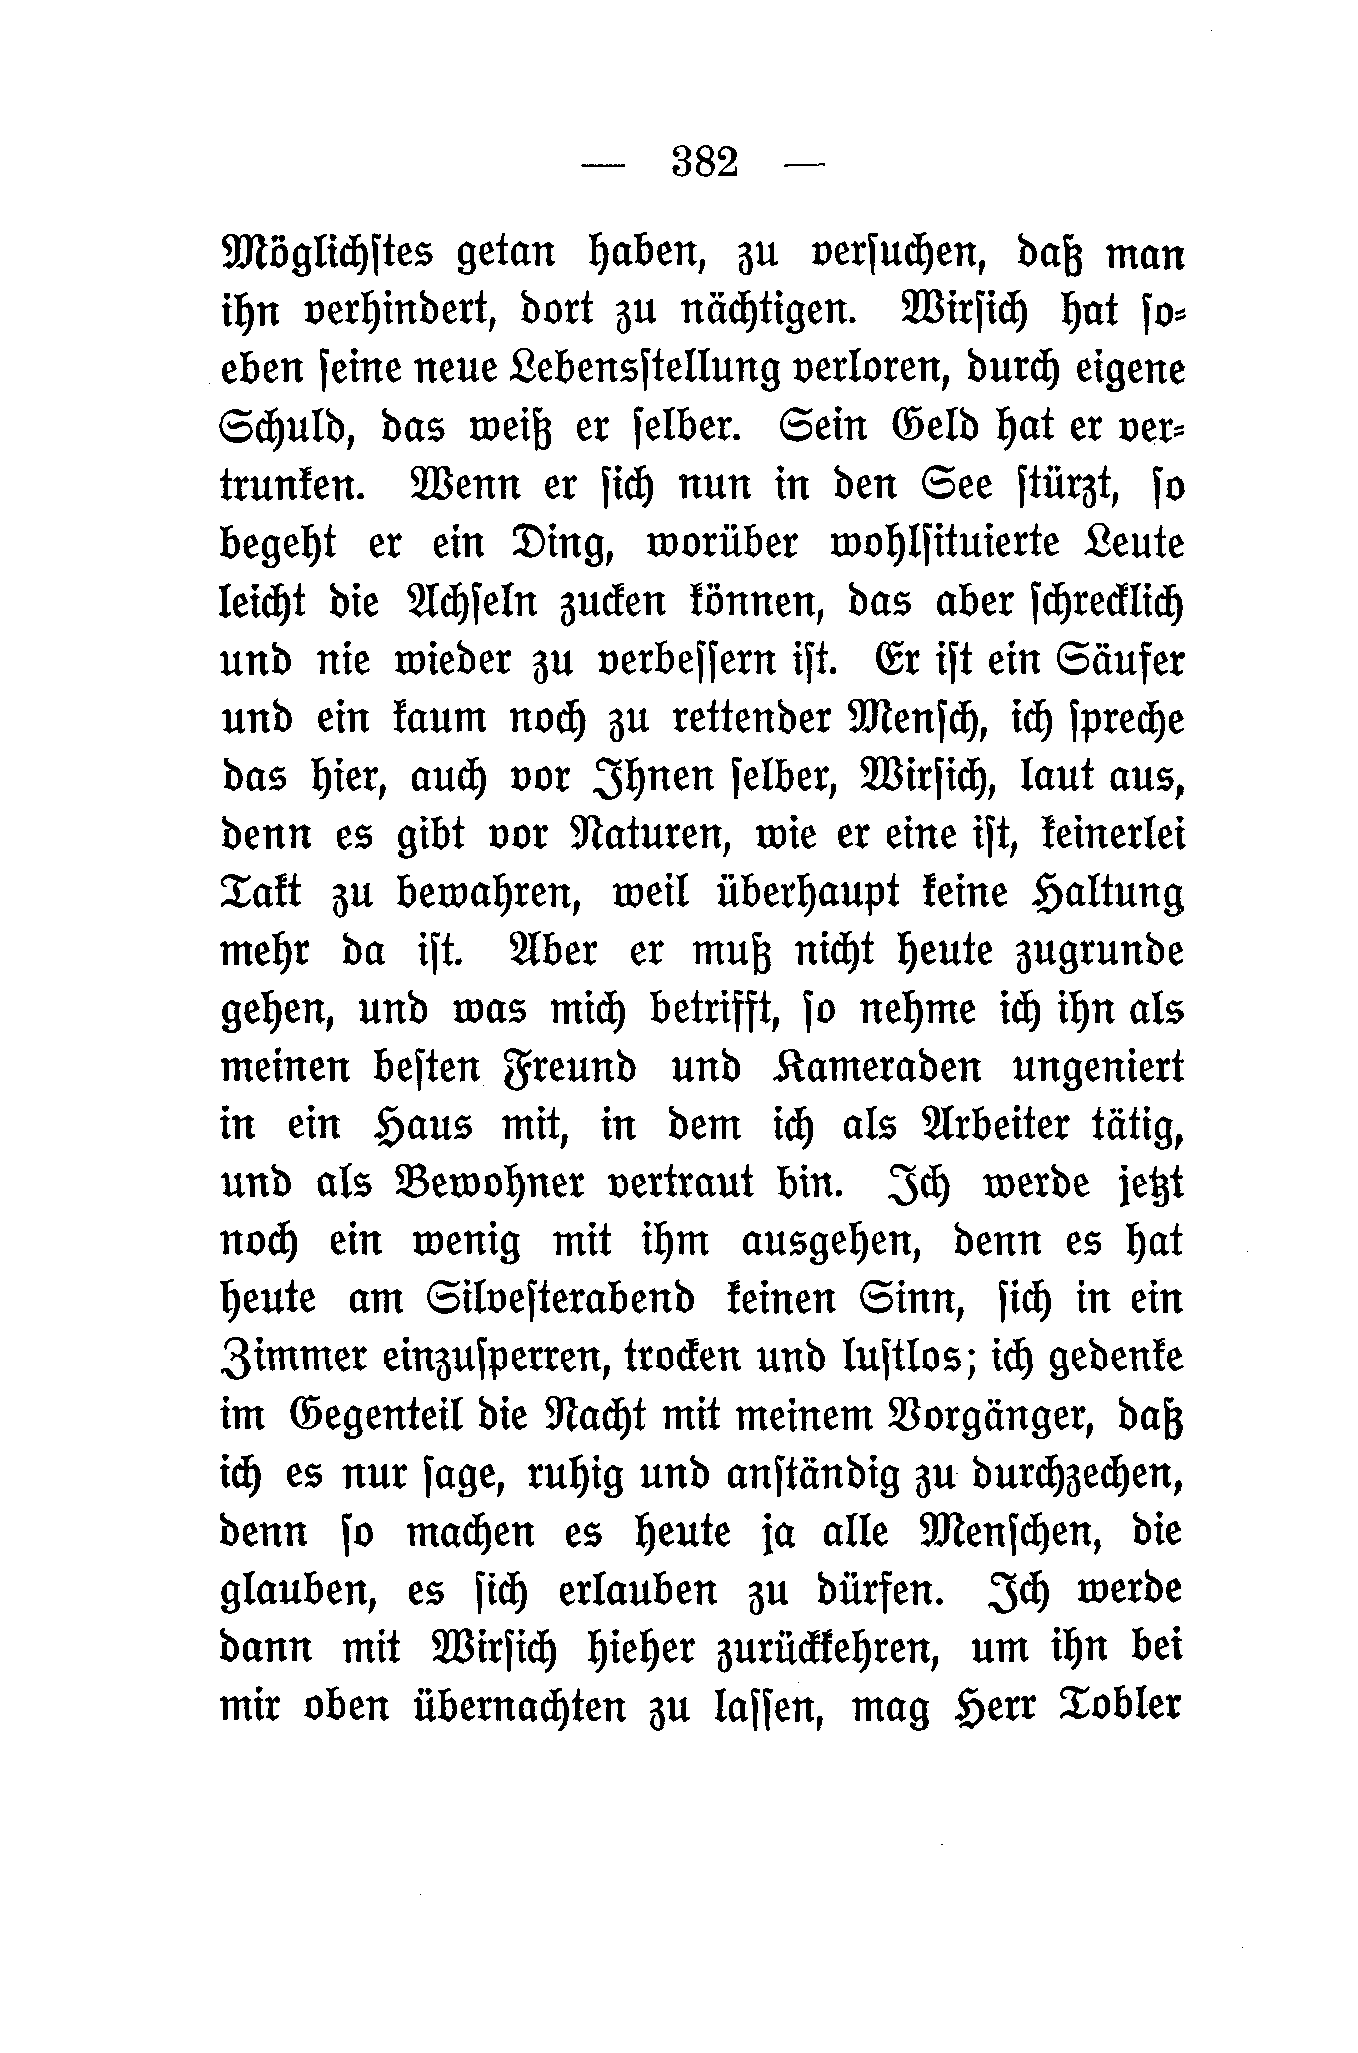 — 382 —
Möglichſtes getan haben, zu verſuchen, daß man
ihn verhindert, dort zu nächtigen. Wirſich hat ſo⸗
eben ſeine neue Lebensſtellung verloren, durch eigene
Schuld, das weiß er ſelber. Sein Geld hat er ver⸗
trunken. Wenn er ſich nun in den See ſtürzt, ſo
begeht er ein Ding, worüber wohlſituierte Leute
leicht die Achſeln zucken können, das aber ſchrecklich
und nie wieder zu verbeſſern iſt. Er iſt ein Säufer
und ein kaum noch zu rettender Menſch, ich ſpreche
das hier, auch vor Ihnen ſelber, Wirſich, laut aus,
denn es gibt vor Naturen, wie er eine iſt, keinerlei
Takt zu bewahren, weil überhaupt keine Haltung
mehr da iſt. Aber er muß nicht heute zugrunde
gehen, und was mich betrifft, ſo nehme ich ihn als
meinen beſten Freund und Kameraden ungeniert
in ein Haus mit, in dem ich als Arbeiter tätig,
und als Bewohner vertraut bin. Ich werde jetzt
noch ein wenig mit ihm ausgehen, denn es hat
heute am Silveſterabend keinen Sinn, ſich in ein
Zimmer einzuſperren, trocken und luſtlos; ich gedenke
im Gegenteil die Nacht mit meinem Vorgänger, daß
ich es nur ſage, ruhig und anſtändig zu durchzechen,
denn ſo machen es heute ja alle Menſchen, die
glauben, es ſich erlauben zu dürfen. Ich werde
dann mit Wirſich hieher zurückkehren, um ihn bei
mir oben übernachten zu laſſen, mag Herr Tobler